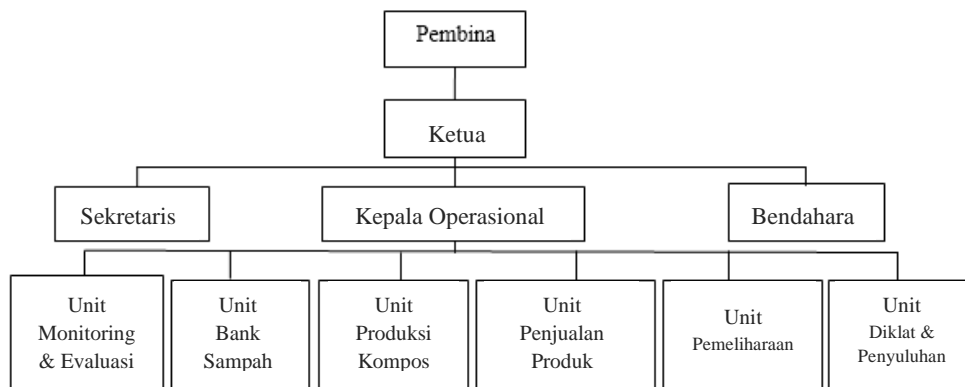 Pembina
Ketua
Sekretaris
Kepala Operasional
Bendahara
Unit
Monitoring
& Evaluasi
Unit
Bank
Sampah
Unit
Produksi
Kompos
Unit
Penjualan
Produk
Unit
Pemeliharaan
Unit
Diklat &
Penyuluhan